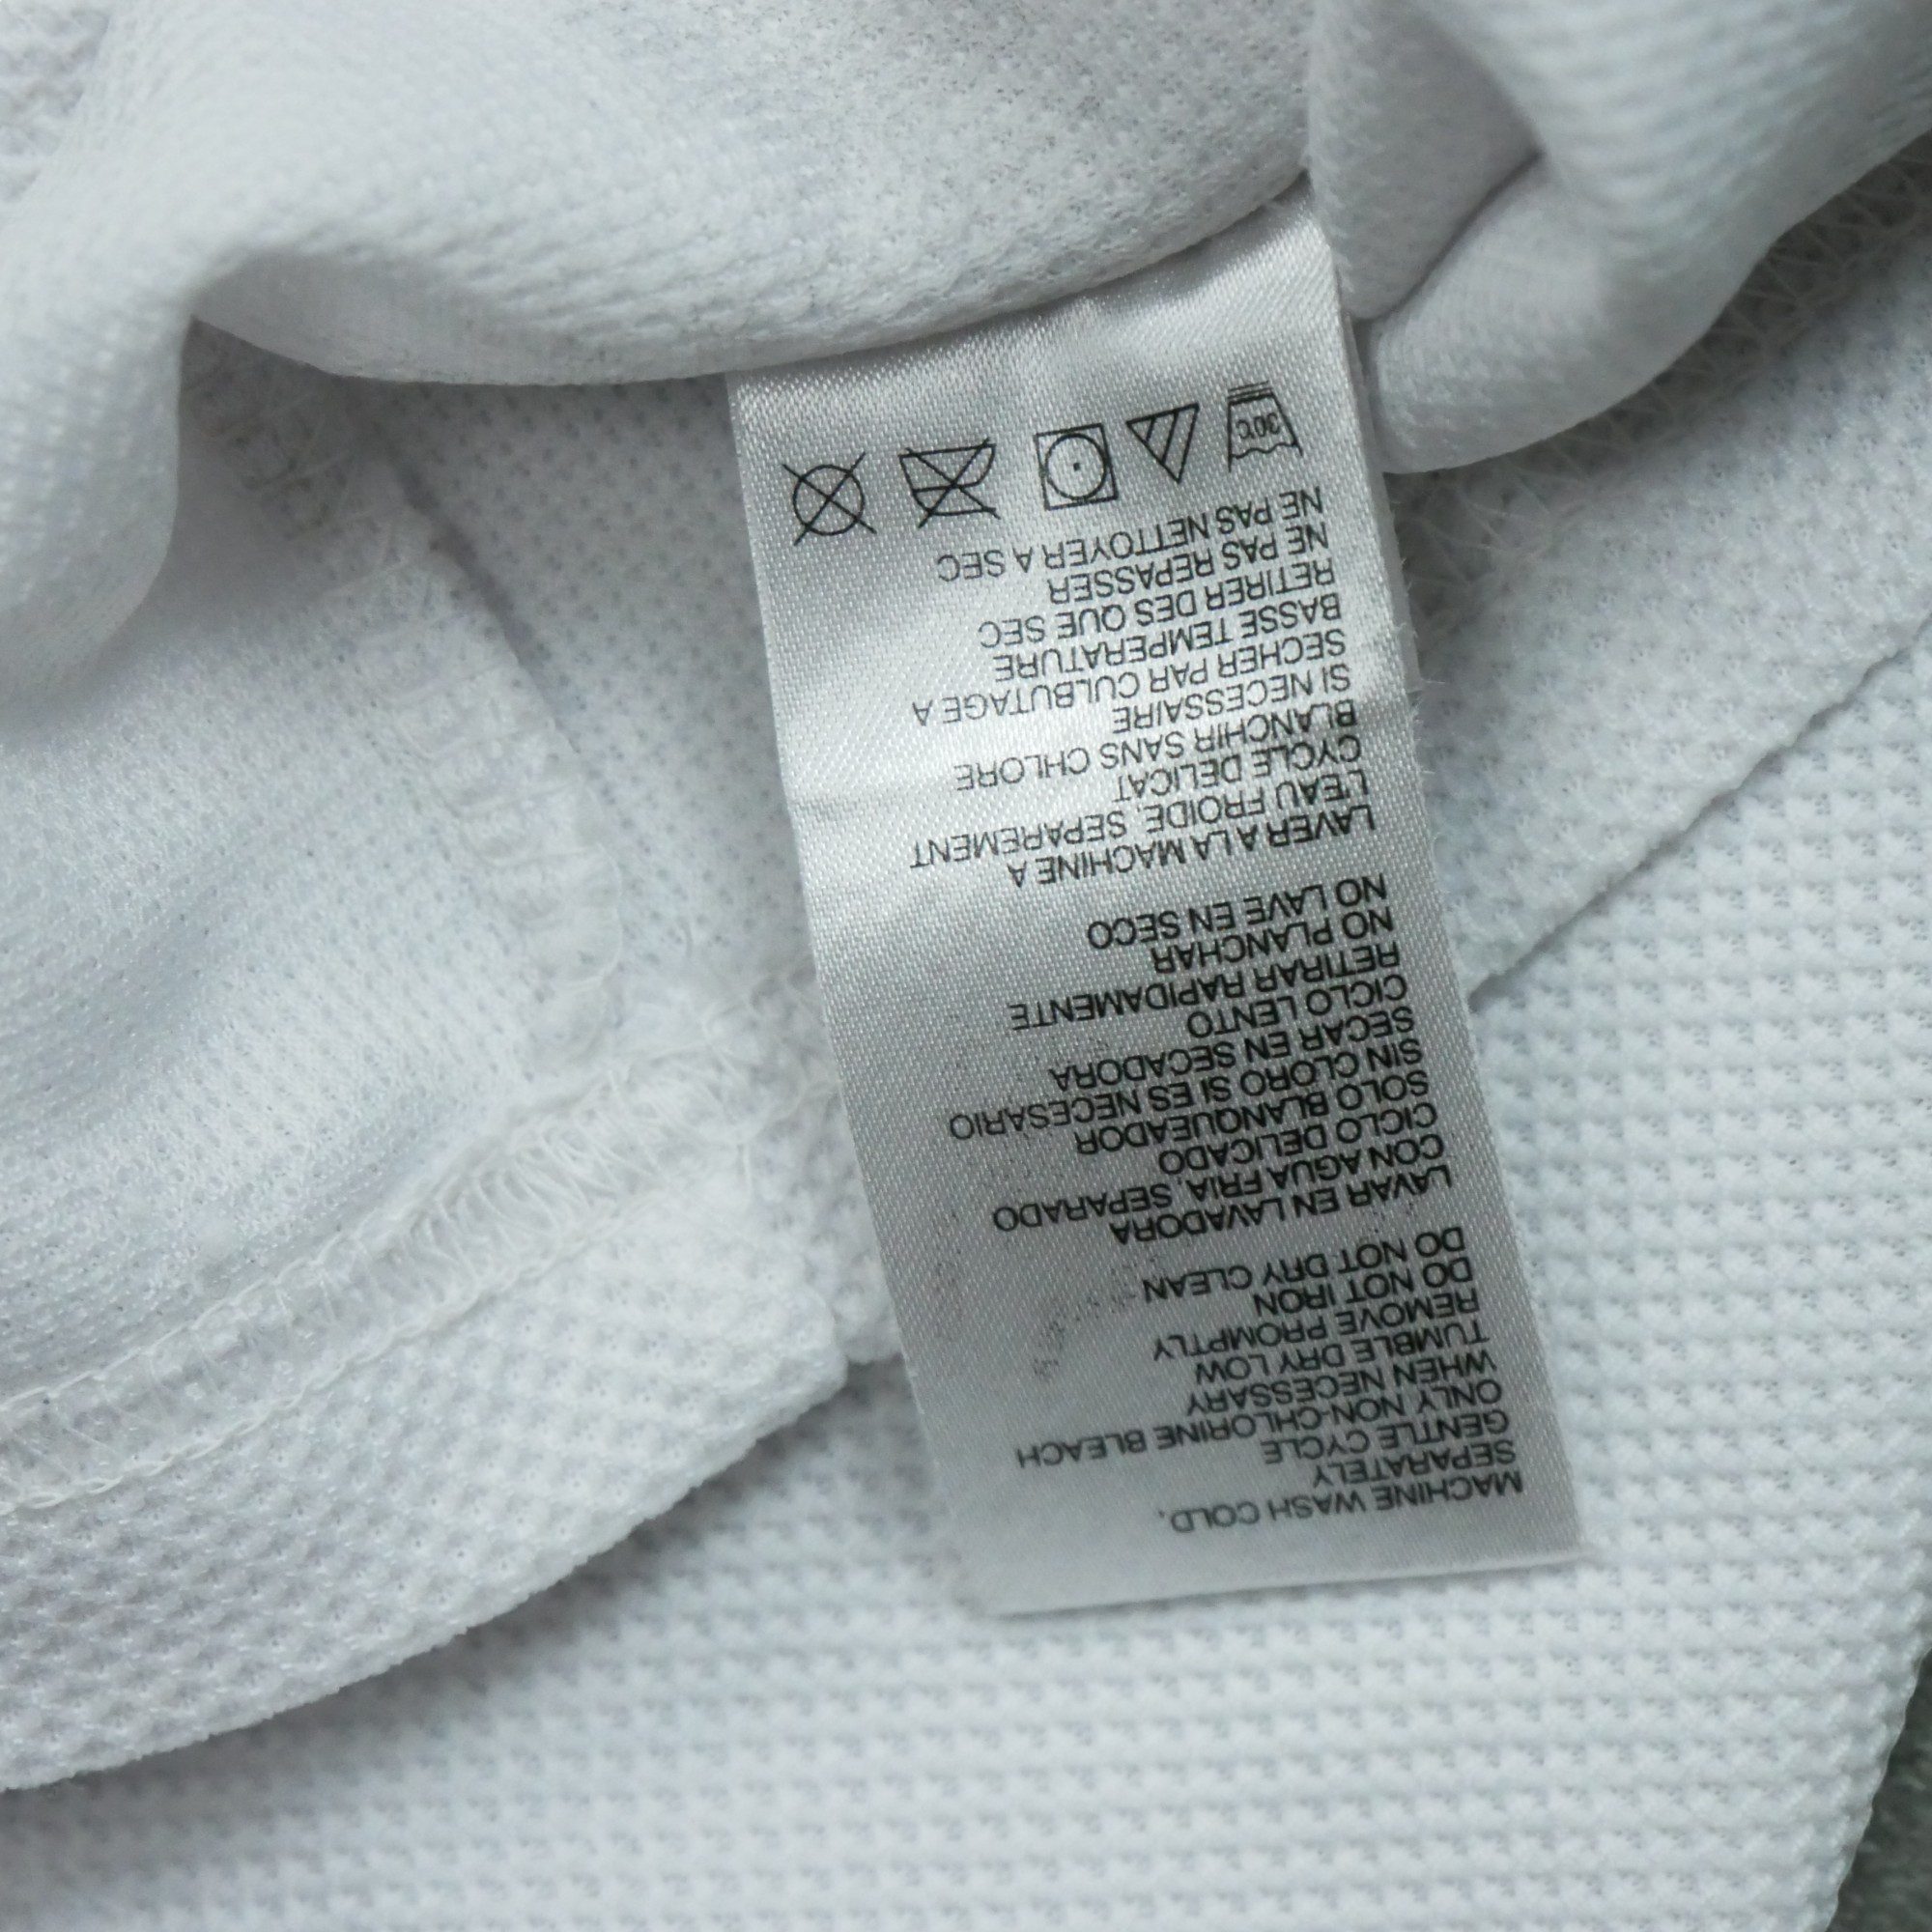 MACHINE WASH COLD,
SEPARATELY
GENTLE CYCLE
ONLY NON-CHLORINE BLEACH
WHEN NECESSARY
TUMBLE DRY LOW
REMOVE PROMPTLY
DO NOT IRON
DO NOT DRY CLEAN
LAVAR EN LAVADORA
CON AGUA FRIA, SEPARADO
CICLO DELICADO
SOLO BLANQUEADOR
SIN CLORO SI ES NECESARIO
SECAR EN SECADORA
CICLO LENTO
RETIRAR RAPIDAMENTE
NO PLANCHAR
NO LAVE EN SECO
LAVER A LA MACHINE A
L'EAU FROIDE, SEPAREMENT
CYCLE DELICAT
BLANCHIR SANS CHLORE
SI NECESSAIRE
SECHER PAR CULBUTAGE A
BASSE TEMPERATURE
RETIRER DES QUE SEC
NE PAS REPASSER
NE PAS NETTOYER A SEC
30°C